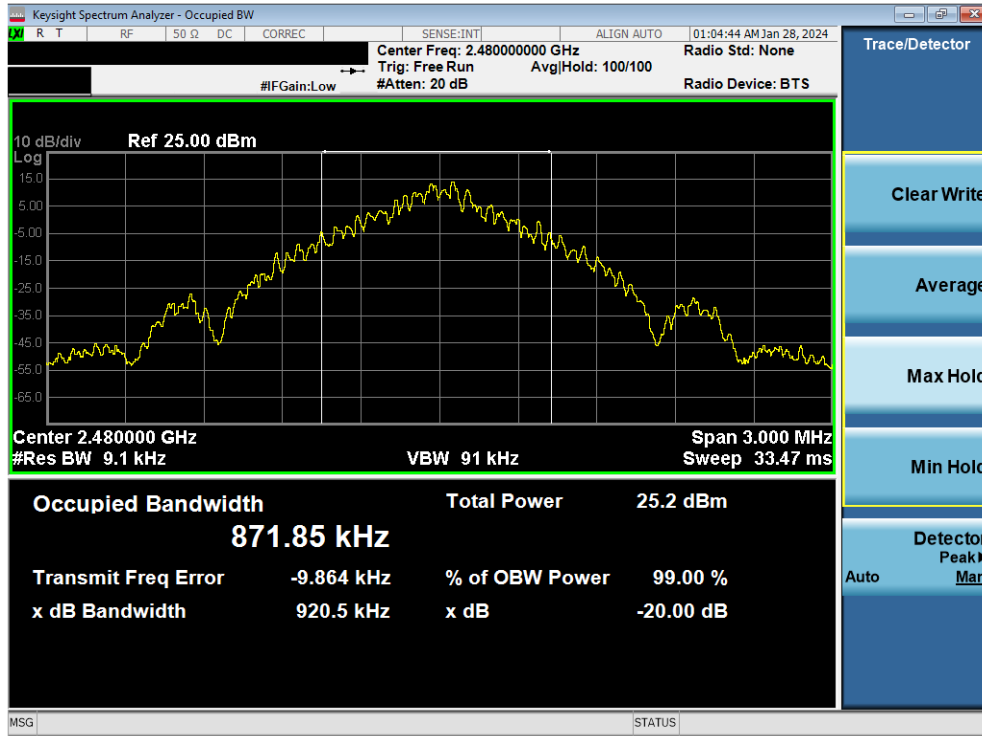 Keysight Spectrum Analyzer - Occupied BW
LXI R T RF 50 Ω DC CORREC SENSE:INT ALIGN AUTO 01:04:44 AM Jan 28, 2024
Center Freq: 2.480000000 GHz Radio Std: None
Trig: Free Run Avg|Hold: 100/100
#IFGain:Low #Atten: 20 dB Radio Device: BTS
10 dB/div Ref 25.00 dBm
Log
15.0
5.00
-5.00
-15.0
-25.0
-35.0
-45.0
-55.0
-65.0
Center 2.480000 GHz Span 3.000 MHz
#Res BW 9.1 kHz VBW 91 kHz Sweep 33.47 ms
Occupied Bandwidth Total Power 25.2 dBm
871.85 kHz
Transmit Freq Error -9.864 kHz % of OBW Power 99.00 %
x dB Bandwidth 920.5 kHz x dB -20.00 dB
MSG STATUS
Trace/Detector
Clear Write
Average
Max Hold
Min Hold
Detector
Peak
Auto Man